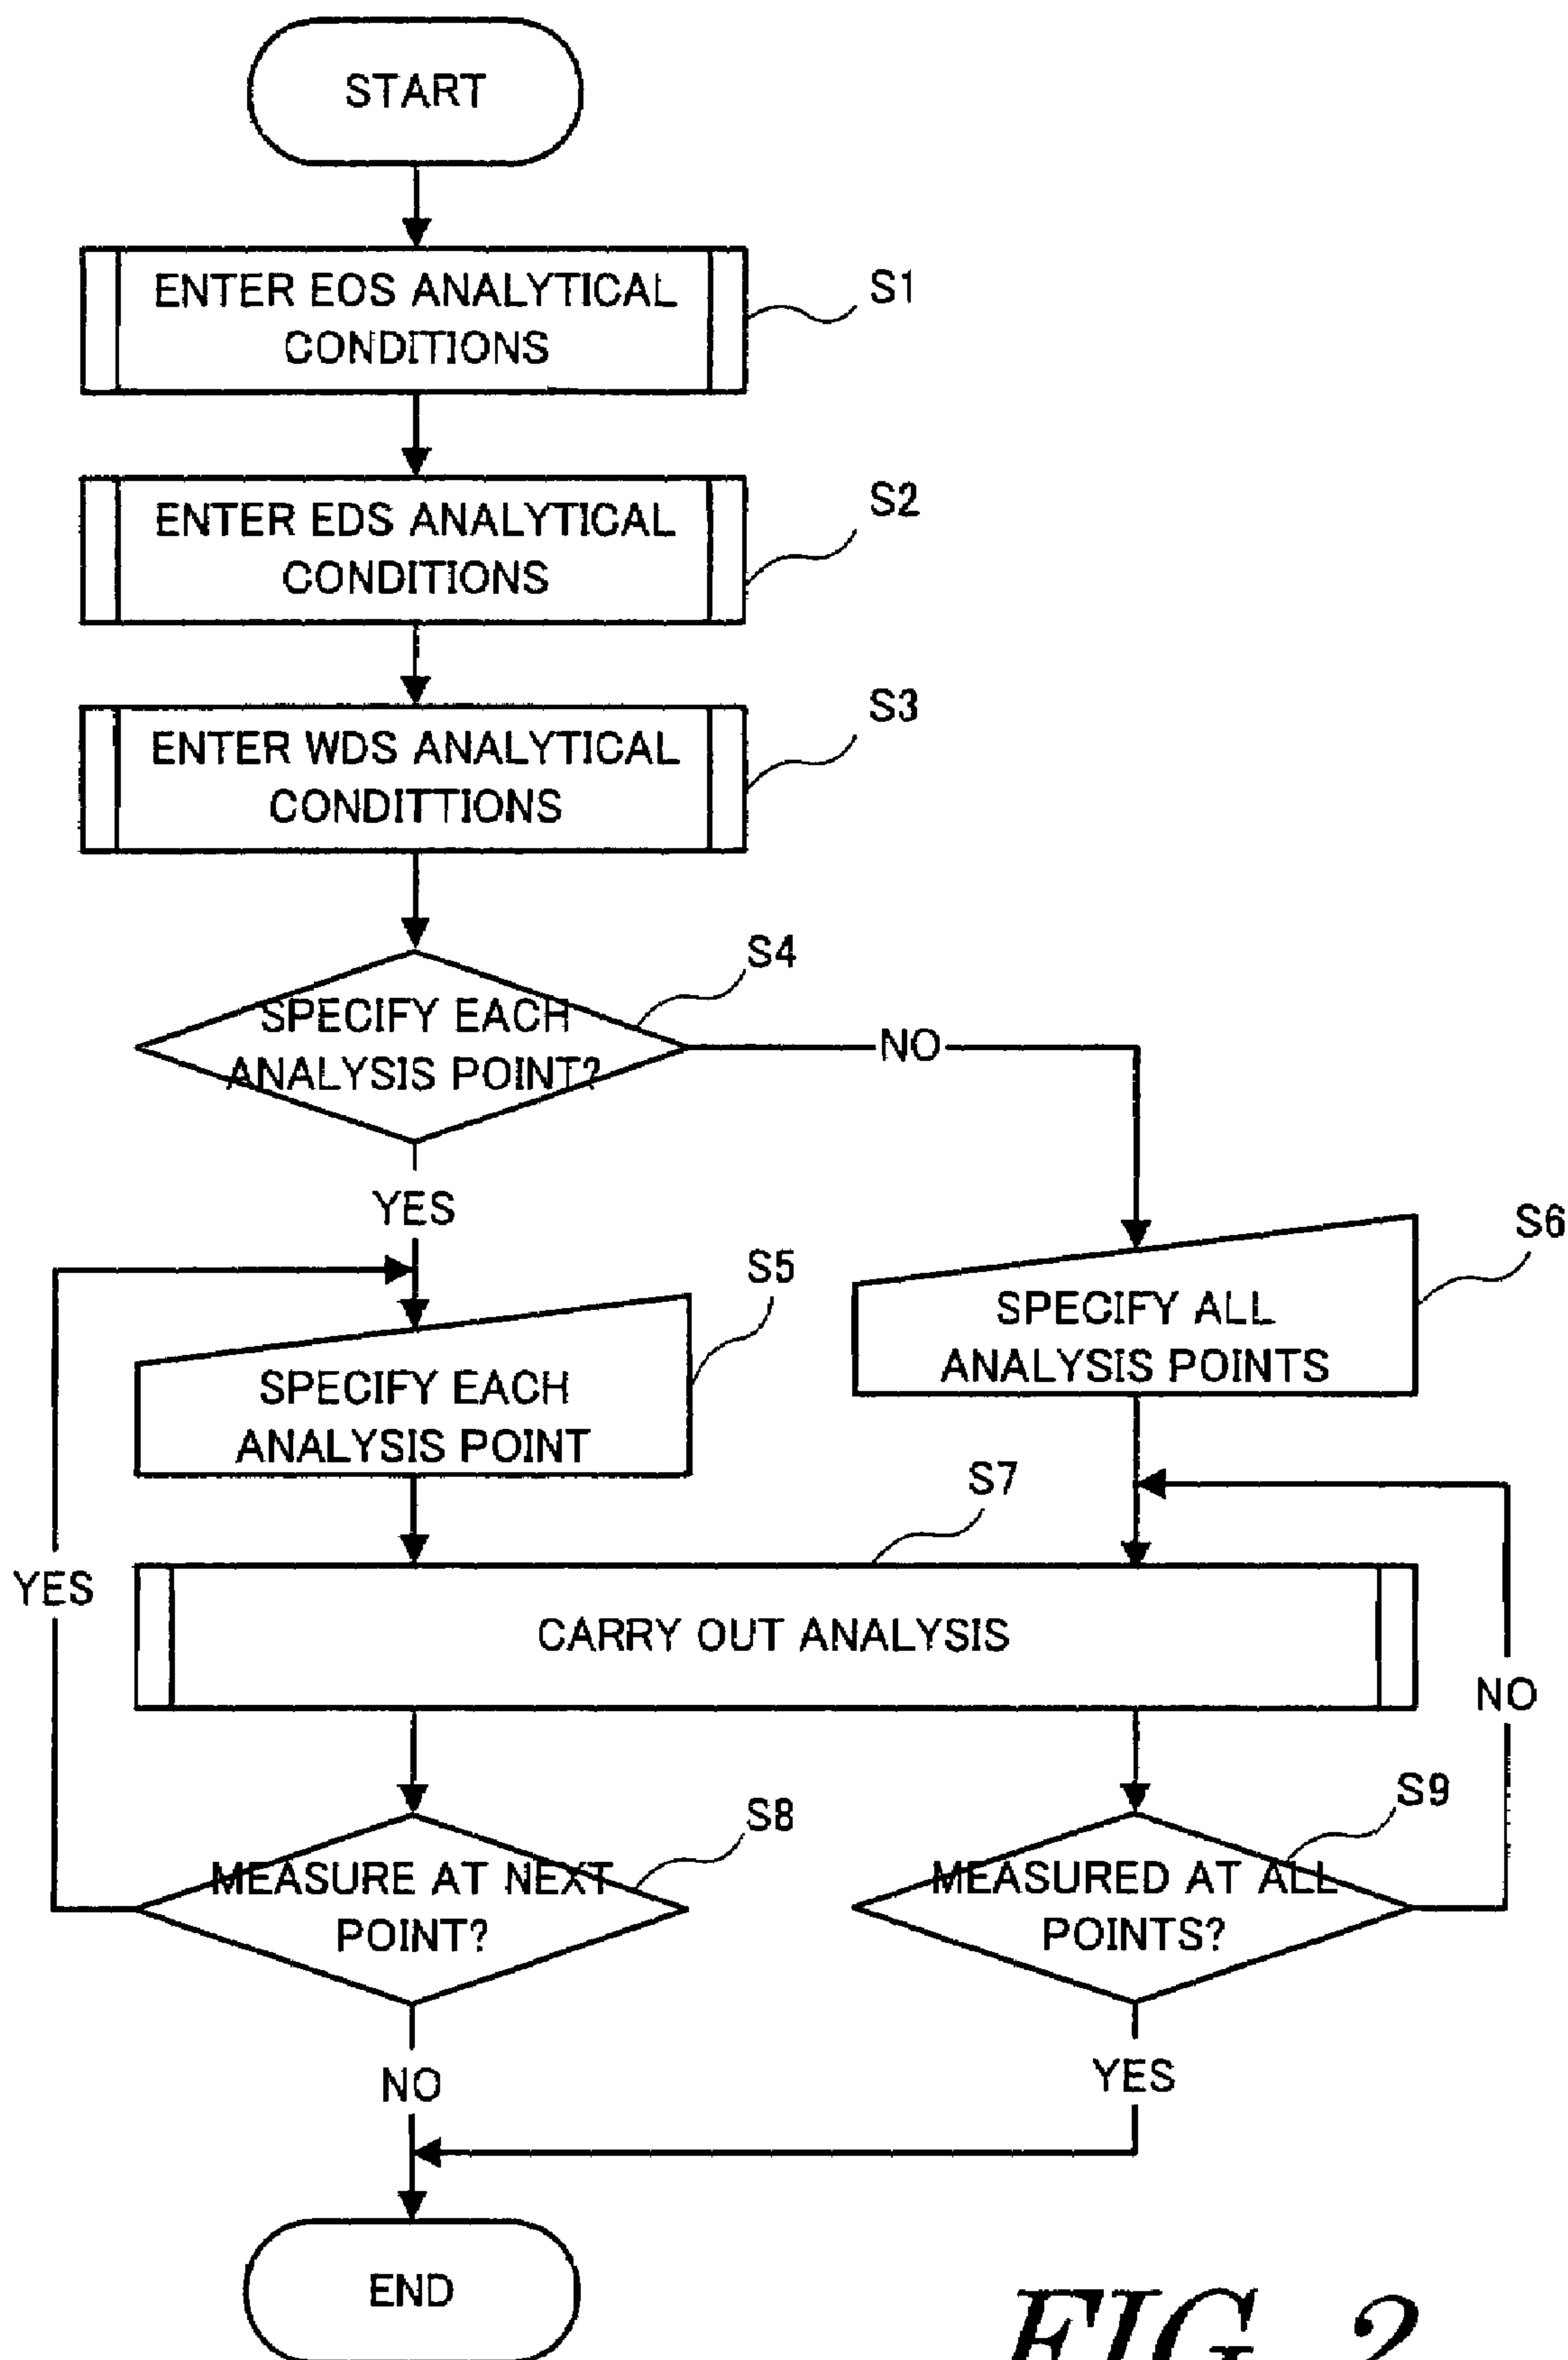 START
ENTER EOS ANALYTICAL
CONDITIONS
S1
ENTER EDS ANALYTICAL
CONDITIONS
S2
ENTER WDS ANALYTICAL
CONDITTIONS
S3
SPECIFY EACH
ANALYSIS POINT?
S4
NO
YES
SPECIFY EACH
ANALYSIS POINT
S5
SPECIFY ALL
ANALYSIS POINTS
S6
S7
CARRY OUT ANALYSIS
YES
NO
MEASURE AT NEXT
POINT?
S8
MEASURED AT ALL
POINTS?
S9
NO
YES
END
FIG. 2